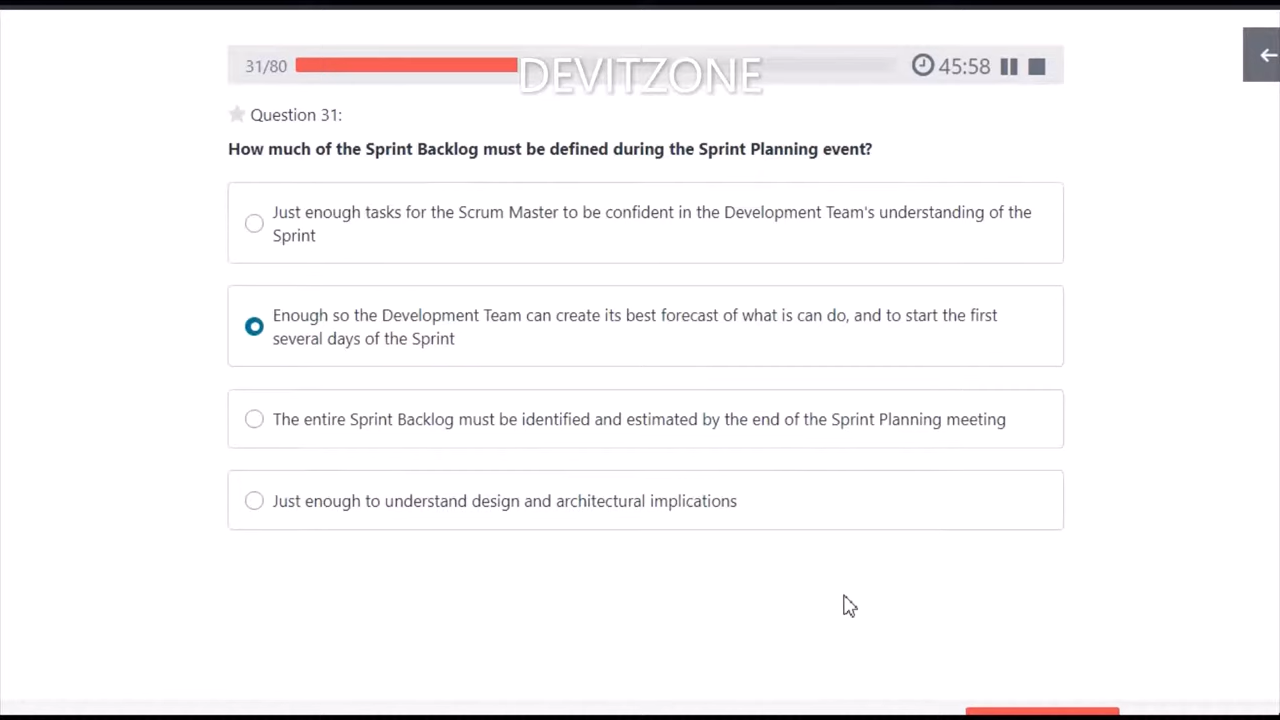 31/80
DEVITZONE
45:58
Question 31:
How much of the Sprint Backlog must be defined during the Sprint Planning event?
Just enough tasks for the Scrum Master to be confident in the Development Team's understanding of the
Sprint
Enough so the Development Team can create its best forecast of what is can do, and to start the first
several days of the Sprint
The entire Sprint Backlog must be identified and estimated by the end of the Sprint Planning meeting
Just enough to understand design and architectural implications